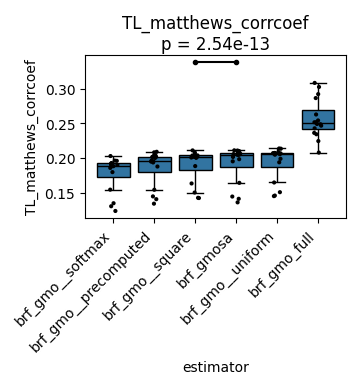 TL_matthews_corrcoef
p = 2.54e-13
TL_matthews_corrcoef
0.30
0.25
0.20
0.15
brf_gmo__softmax
brf_gmo__precomputed
brf_gmo__square
brf_gmosa
brf_gmo__uniform
brf_gmo_full
estimator